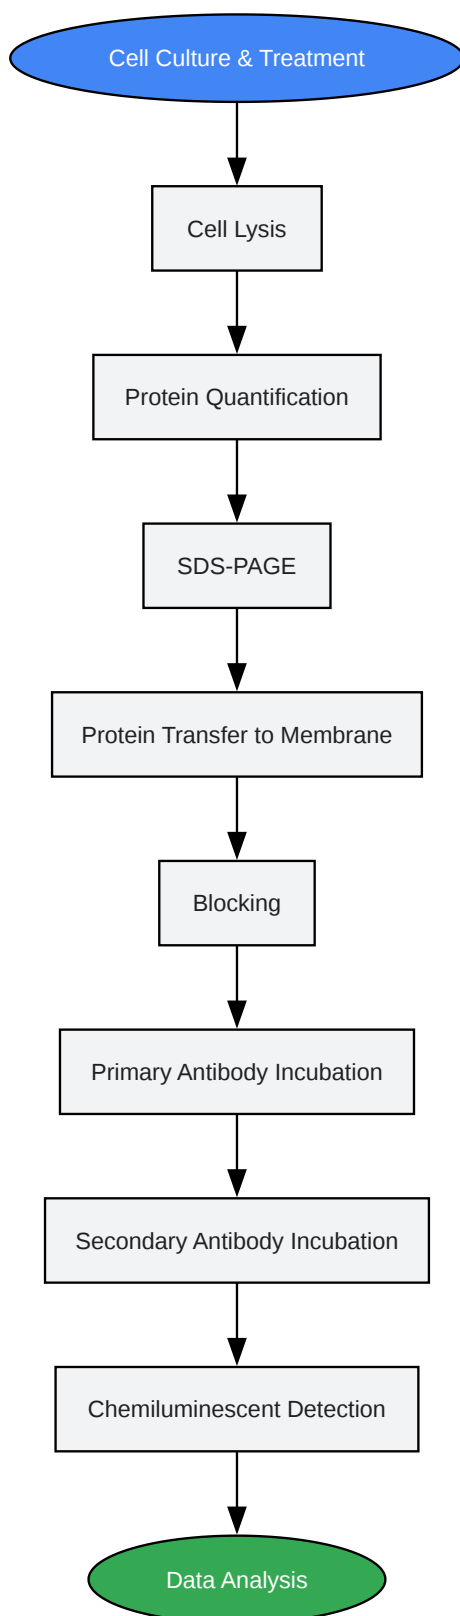 Cell Culture & Treatment
Cell Lysis
Protein Quantification
SDS-PAGE
Protein Transfer to Membrane
Blocking
Primary Antibody Incubation
Secondary Antibody Incubation
Chemiluminescent Detection
Data Analysis